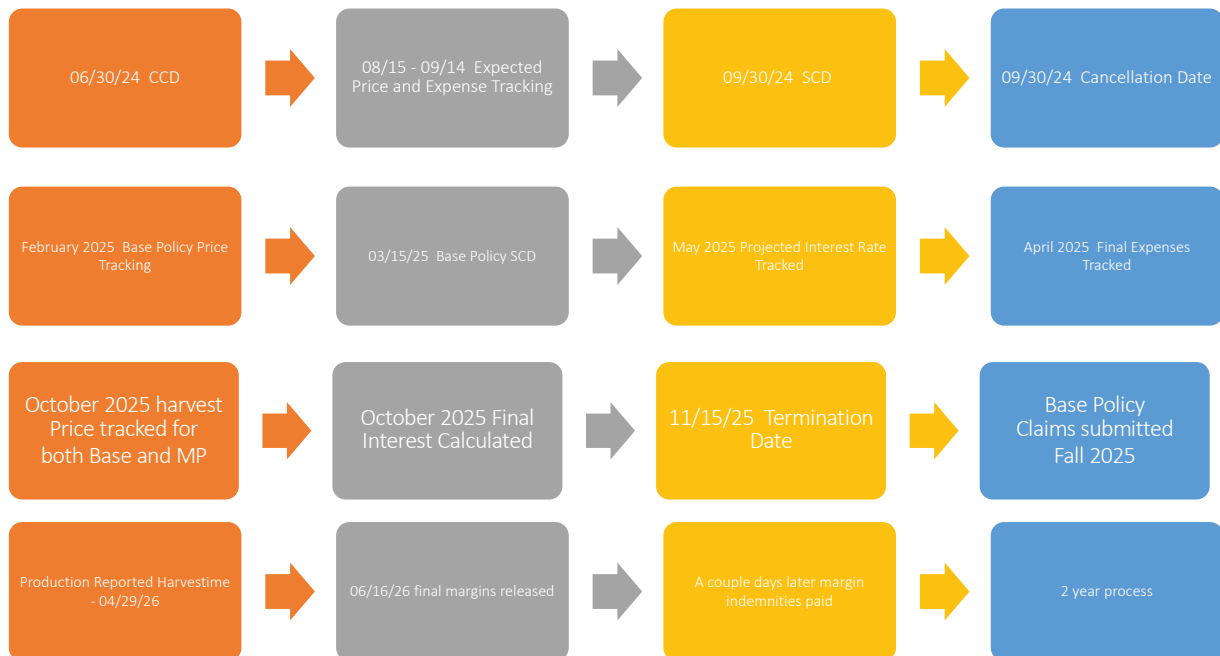 06/30/24  CCD
08/15 - 09/14  Expected
Price and Expense Tracking
09/30/24  SCD
09/30/24  Cancellation Date
February 2025  Base Policy Price
Tracking
03/15/25  Base Policy SCD
May 2025 Projected Interest Rate
Tracked
April 2025  Final Expenses
Tracked
October 2025 harvest
Price tracked for
both Base and MP
October 2025 Final
Interest Calculated
11/15/25  Termination
Date
Base Policy
Claims submitted
Fall 2025
Production Reported Harvestime
- 04/29/26
06/16/26 final margins released
A couple days later margin
indemnities paid
2 year process